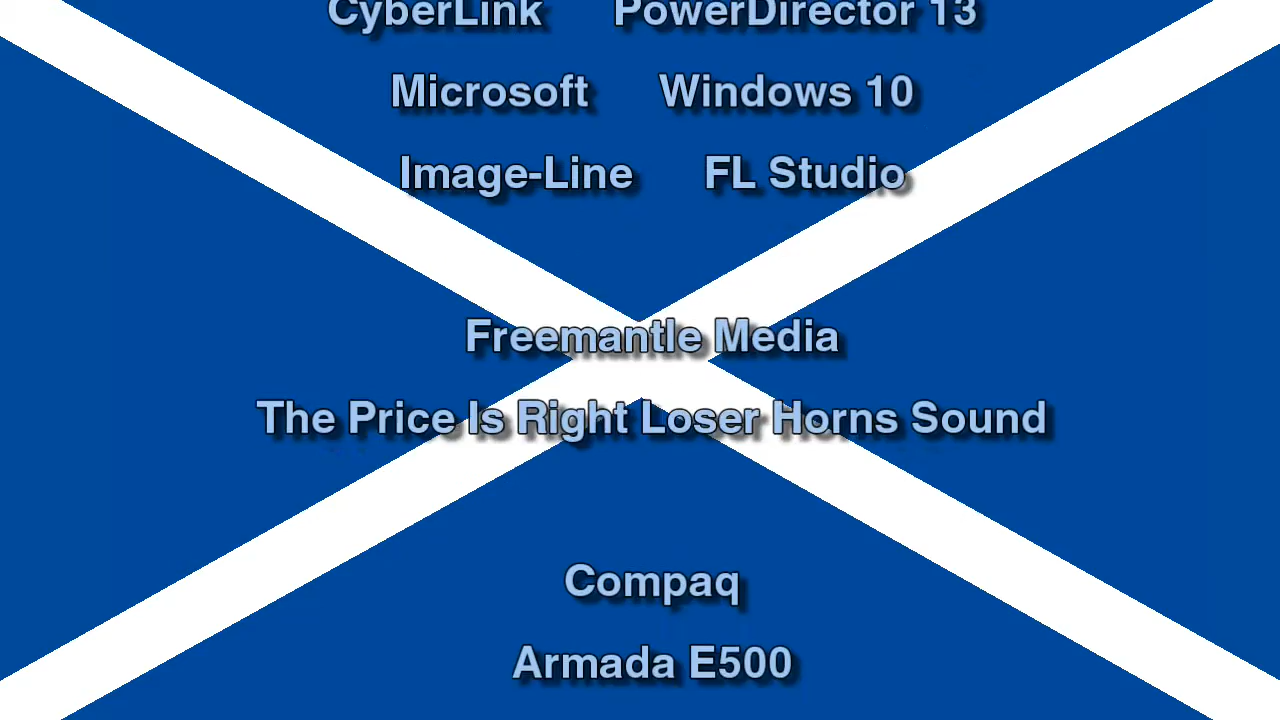 CyberLink PowerDirector 13
Microsoft Windows 10
Image-Line FL Studio
Freemantle Media
The Price Is Right Loser Horns Sound
Compaq
Armada E500